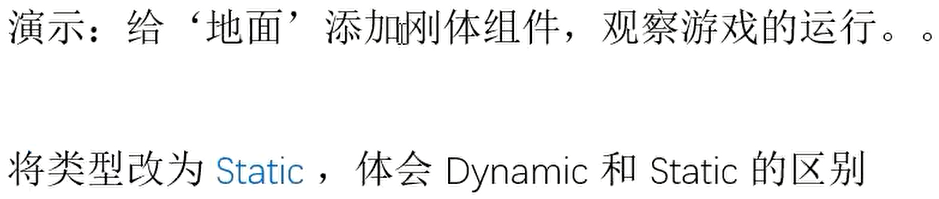 演示：给‘地面’添加刚体组件，观察游戏的运行。。
将类型改为 Static ，体会 Dynamic 和 Static 的区别